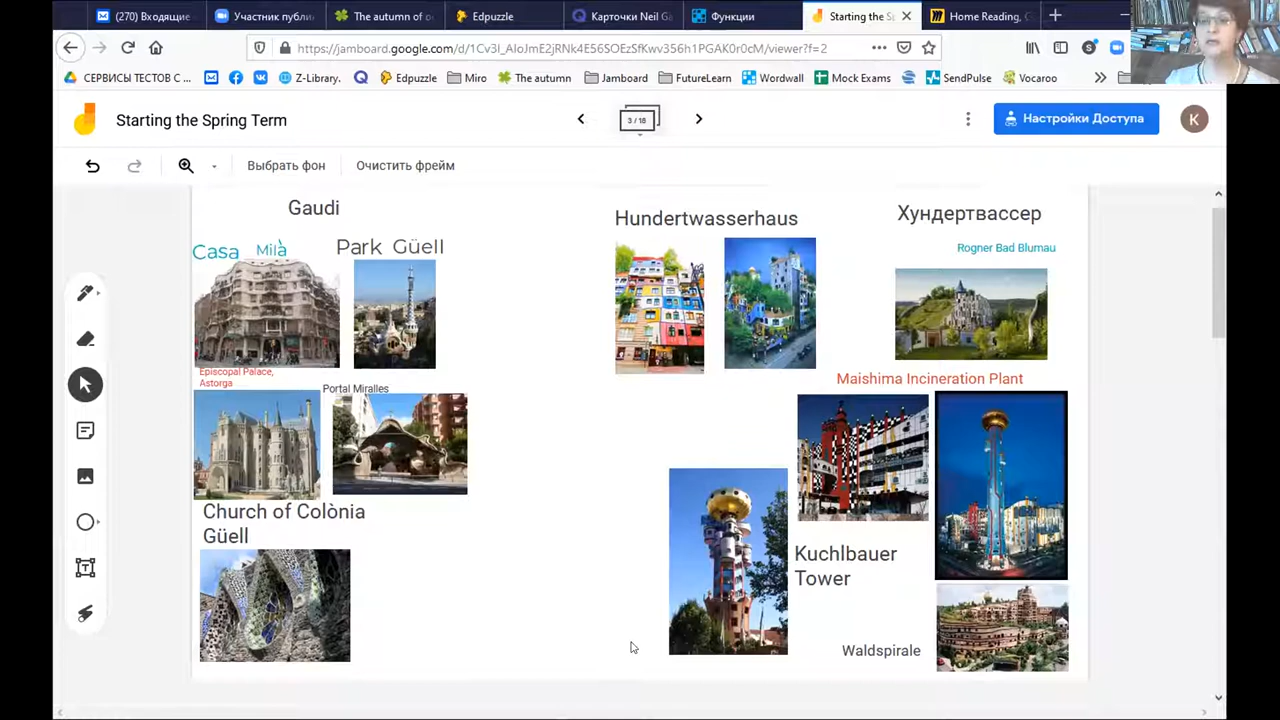 (270) Входящие
Участник публи
The autumn of o
Edpuzzle
Карточки Neil Ga
Функции
Starting the S
Home Reading, C
https://jamboard.google.com/d/1Cv3I_AIoJmE2jRNk4E56SOEzSfKwv356h1PGAK0r0cM/viewer?f=2
СЕРВИСЫ ТЕСТОВ С ...
Z-Library.
Edpuzzle
Miro
The autumn
Jamboard
FutureLearn
Wordwall
Mock Exams
SendPulse
Vocaroo
Starting the Spring Term
3 / 18
Настройки Доступа
K
Выбрать фон
Очистить фрейм
Gaudi
Hundertwasserhaus
Хундертвассер
Casa Milà
Park Güell
Rogner Bad Blumau
Episcopal Palace,
Astorga
Portal Miralles
Maishima Incineration Plant
Church of Colònia
Güell
Kuchlbauer
Tower
Waldspirale